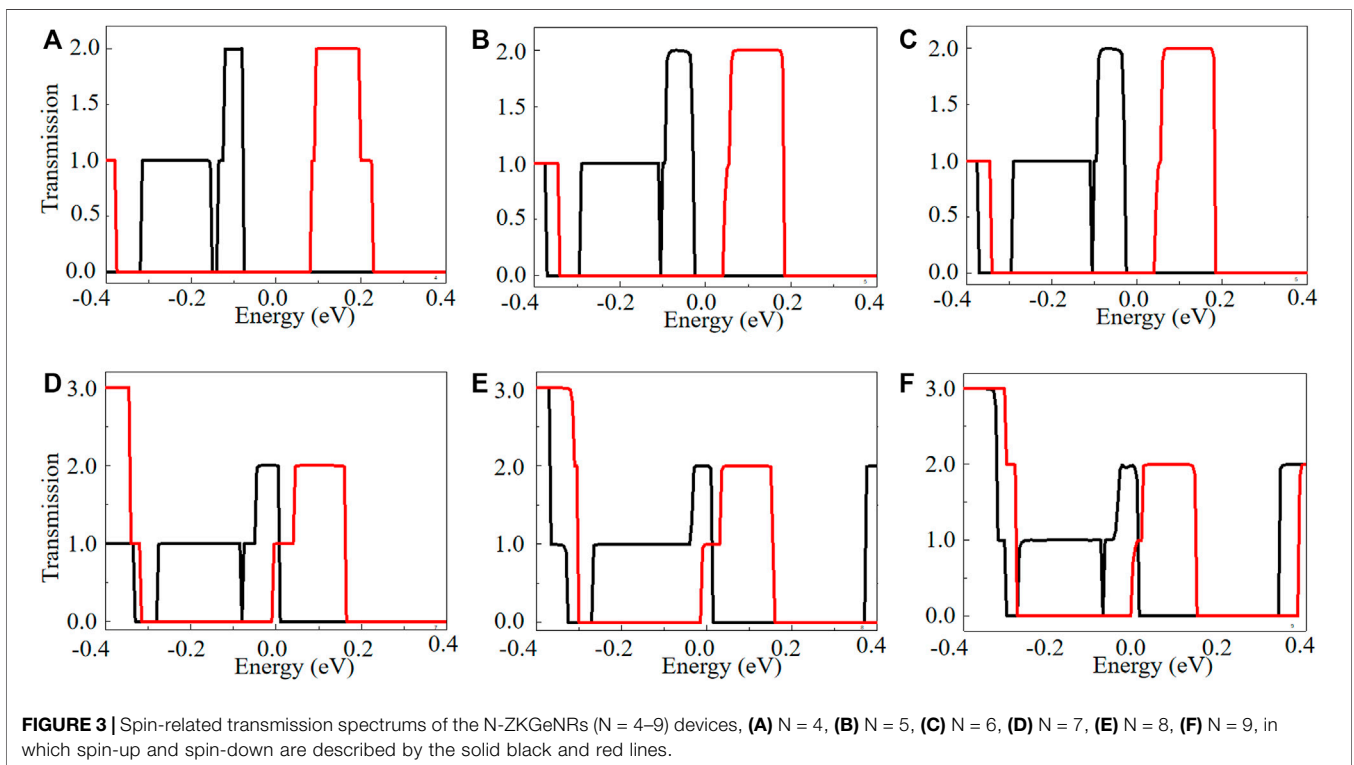 A
2.0
1.5
1.0
0.5
0.0
Transmission
-0.4 -0.2 0.0 0.2 0.4
Energy (eV)
4
B
2.0
1.5
1.0
0.5
0.0
-0.4 -0.2 0.0 0.2 0.4
Energy (eV)
5
C
2.0
1.5
1.0
0.5
0.0
-0.4 -0.2 0.0 0.2 0.4
Energy (eV)
D
3.0
2.0
1.0
0.0
Transmission
-0.4 -0.2 0.0 0.2 0.4
Energy (eV)
7
E
3.0
2.0
1.0
0.0
-0.4 -0.2 0.0 0.2 0.4
Energy (eV)
F
3.0
2.0
1.0
0.0
-0.4 -0.2 0.0 0.2 0.4
Energy (eV)
9
FIGURE 3 | Spin-related transmission spectrums of the N-ZKGeNRs (N = 4–9) devices, (A) N = 4, (B) N = 5, (C) N = 6, (D) N = 7, (E) N = 8, (F) N = 9, in
which spin-up and spin-down are described by the solid black and red lines.